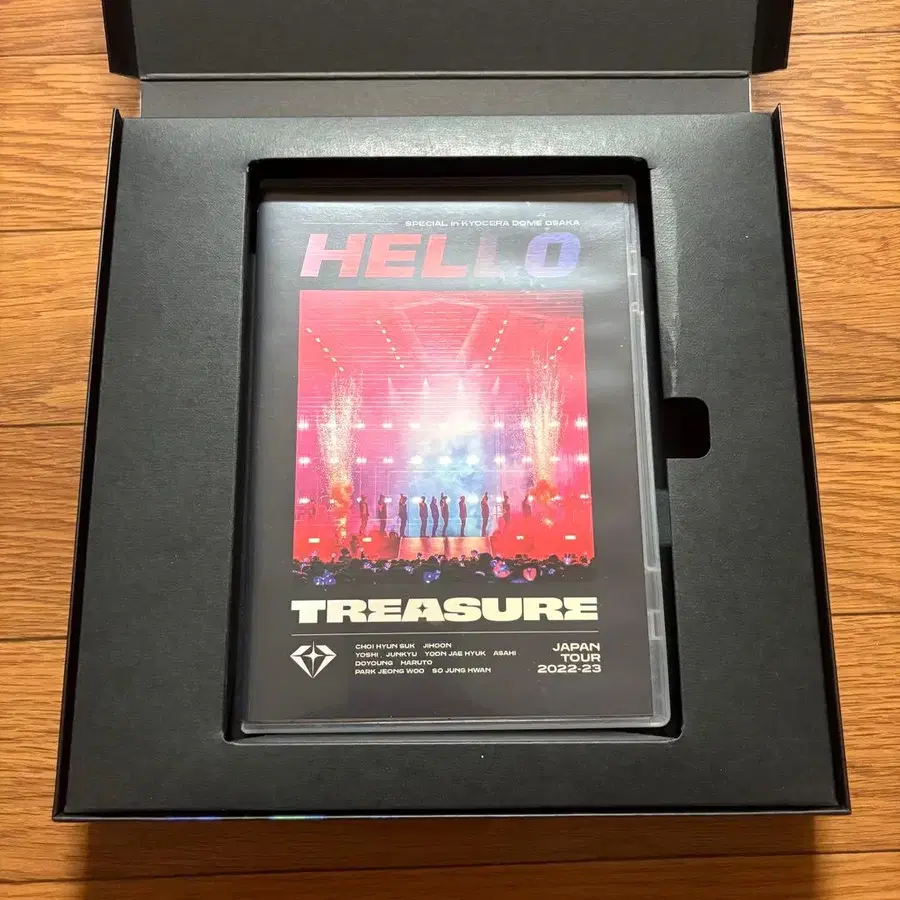 SPECIAL in KYOCERA DOME OSAKA
HELLO
TREASURE
CHOI HYUN SUK JIHOON
YOSHI JUNKYU YOON JAE HYUK ASAHI
DOYOUNG HARUTO
PARK JEONG WOO SO JUNG HWAN
JAPAN
TOUR
2022-23